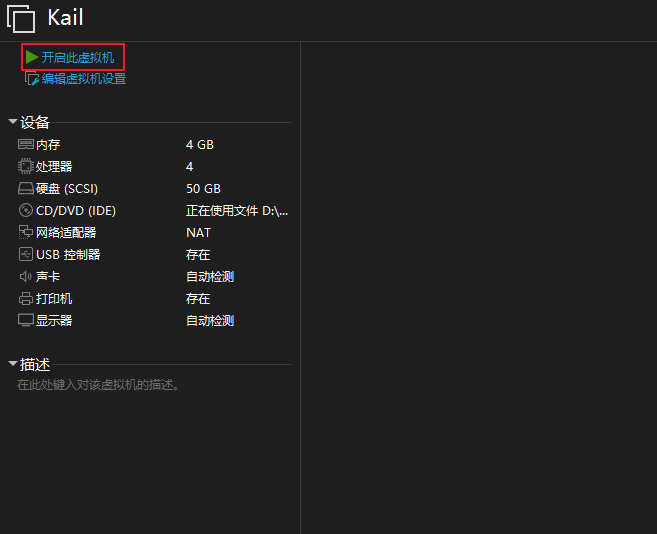 Kail
开启此虚拟机
编辑虚拟机设置
设备
内存 4 GB
处理器 4
硬盘 (SCSI) 50 GB
CD/DVD (IDE) 正在使用文件 D:\...
网络适配器 NAT
USB 控制器 存在
声卡 自动检测
打印机 存在
显示器 自动检测
描述
在此处键入对该虚拟机的描述。